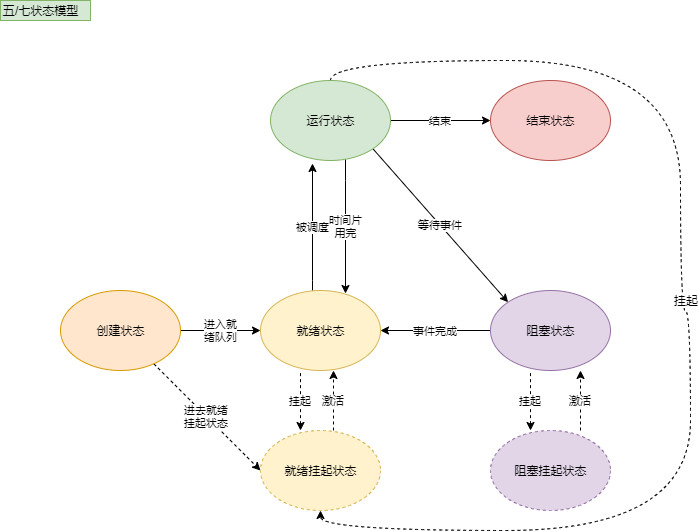 五/七状态模型
运行状态
结束
结束状态
被调度
时间片
用完
等待事件
挂起
创建状态
进入就
绪队列
就绪状态
事件完成
阻塞状态
挂起
激活
挂起
激活
进去就绪
挂起状态
就绪挂起状态
阻塞挂起状态